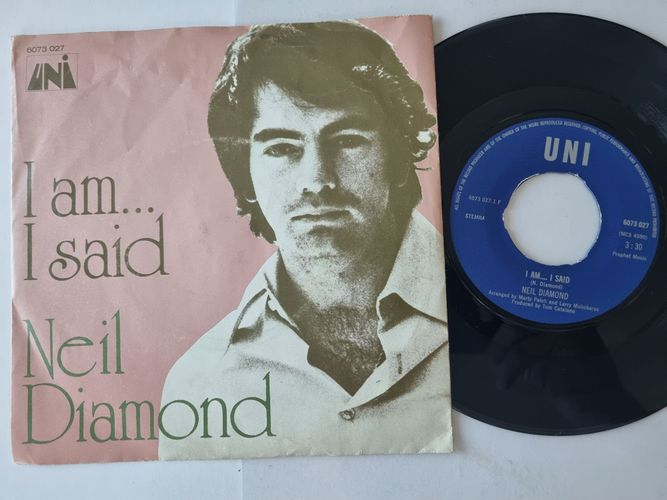 6073 027
UNI
I am...
I said
Neil
Diamond
UNI
6073 027.1 F
STEMRA
6073 027
(MCS 4980)
3:30
Prophet Music
I AM.... I SAID
(N. Diamond)
NEIL DIAMOND
Arranged by Marty Paich and Larry Muhoberac
Produced by Tom Catalano